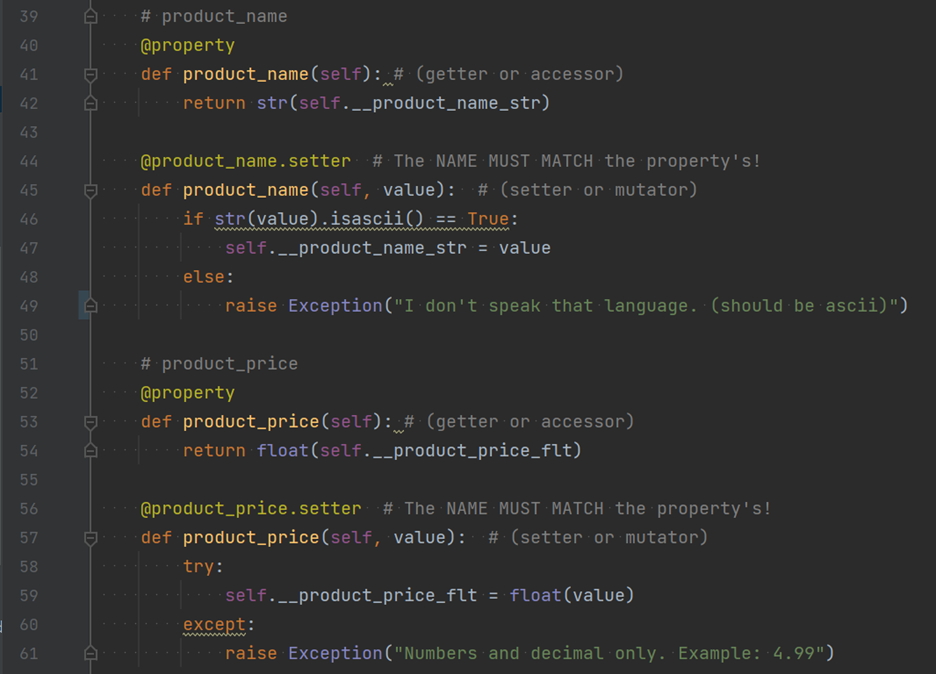 39     # product_name
40     @property
41     def product_name(self): # (getter or accessor)
42         return str(self.__product_name_str)
43
44     @product_name.setter  # The NAME MUST MATCH the property's!
45     def product_name(self, value):  # (setter or mutator)
46         if str(value).isascii() == True:
47             self.__product_name_str = value
48         else:
49             raise Exception("I don't speak that language. (should be ascii)")
50
51     # product_price
52     @property
53     def product_price(self): # (getter or accessor)
54         return float(self.__product_price_flt)
55
56     @product_price.setter  # The NAME MUST MATCH the property's!
57     def product_price(self, value):  # (setter or mutator)
58         try:
59             self.__product_price_flt = float(value)
60         except:
61             raise Exception("Numbers and decimal only. Example: 4.99")